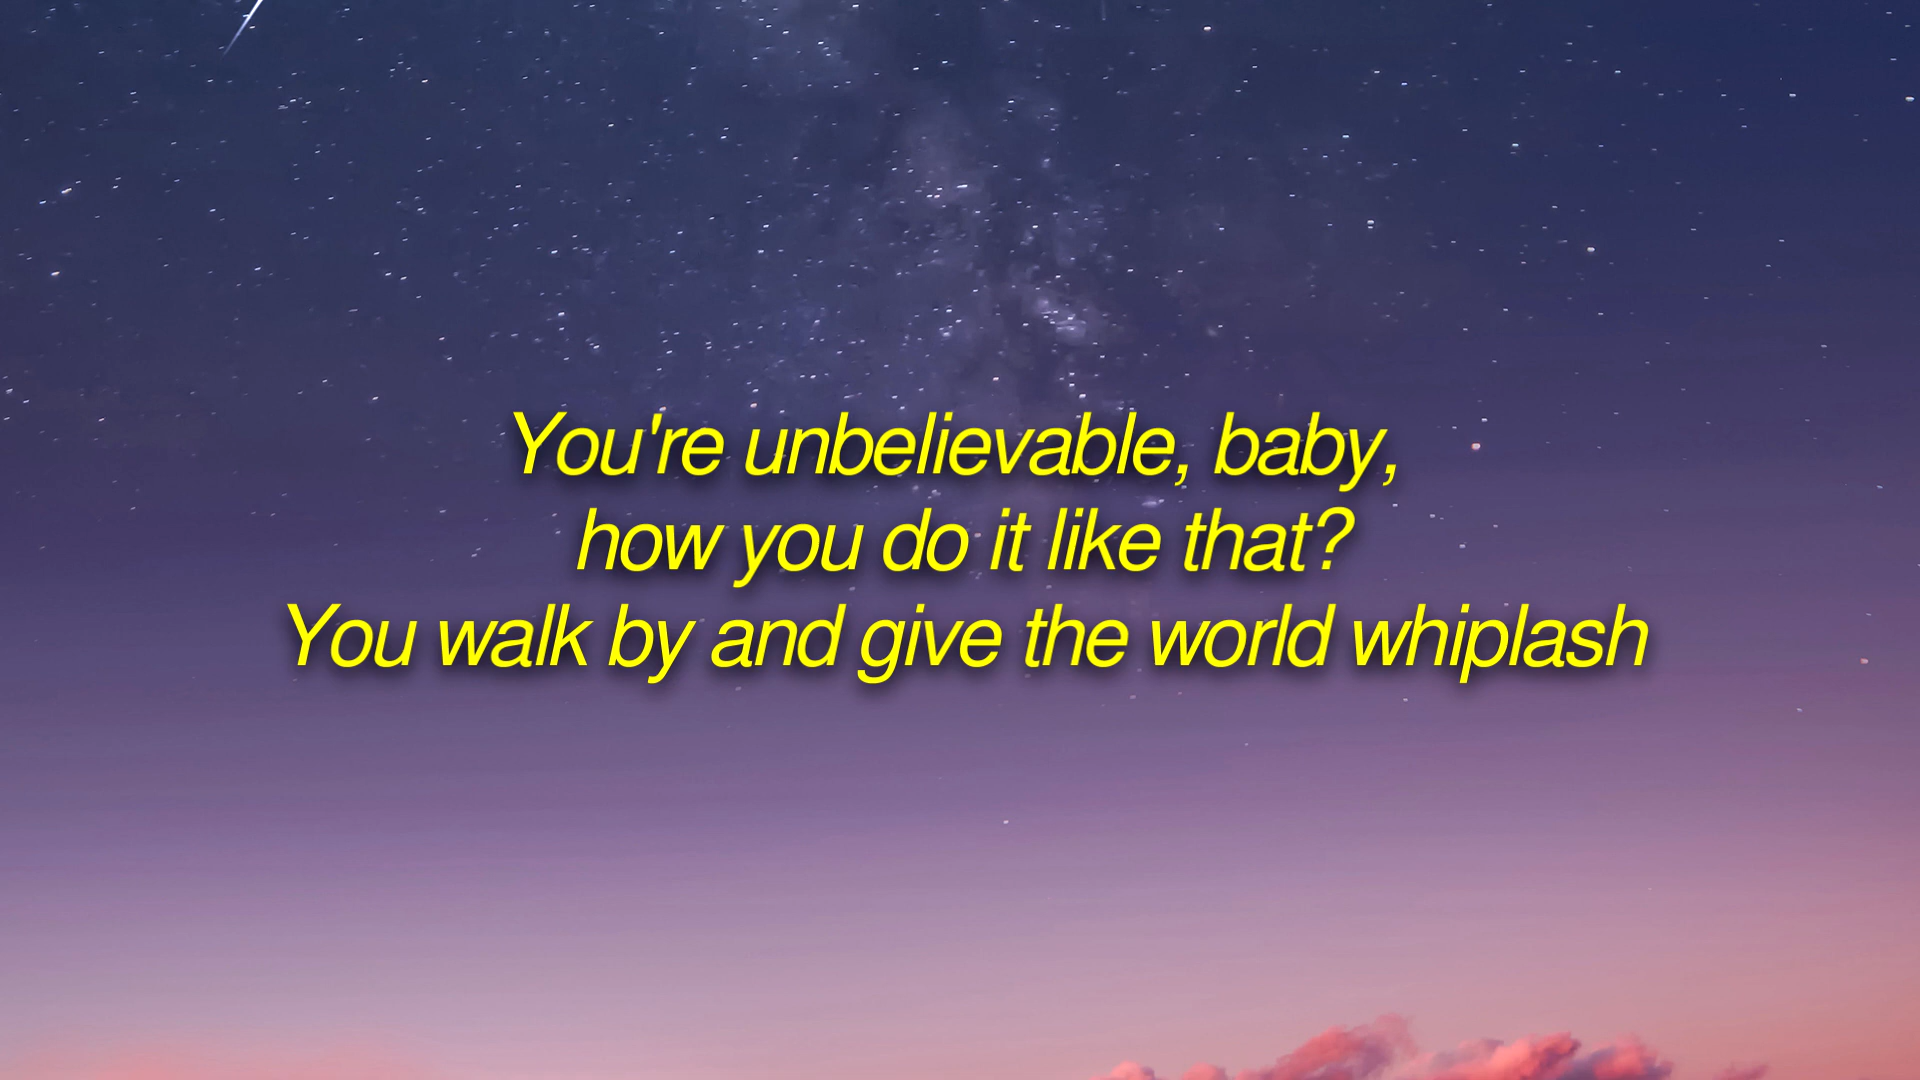 You're unbelievable, baby,
how you do it like that?
You walk by and give the world whiplash